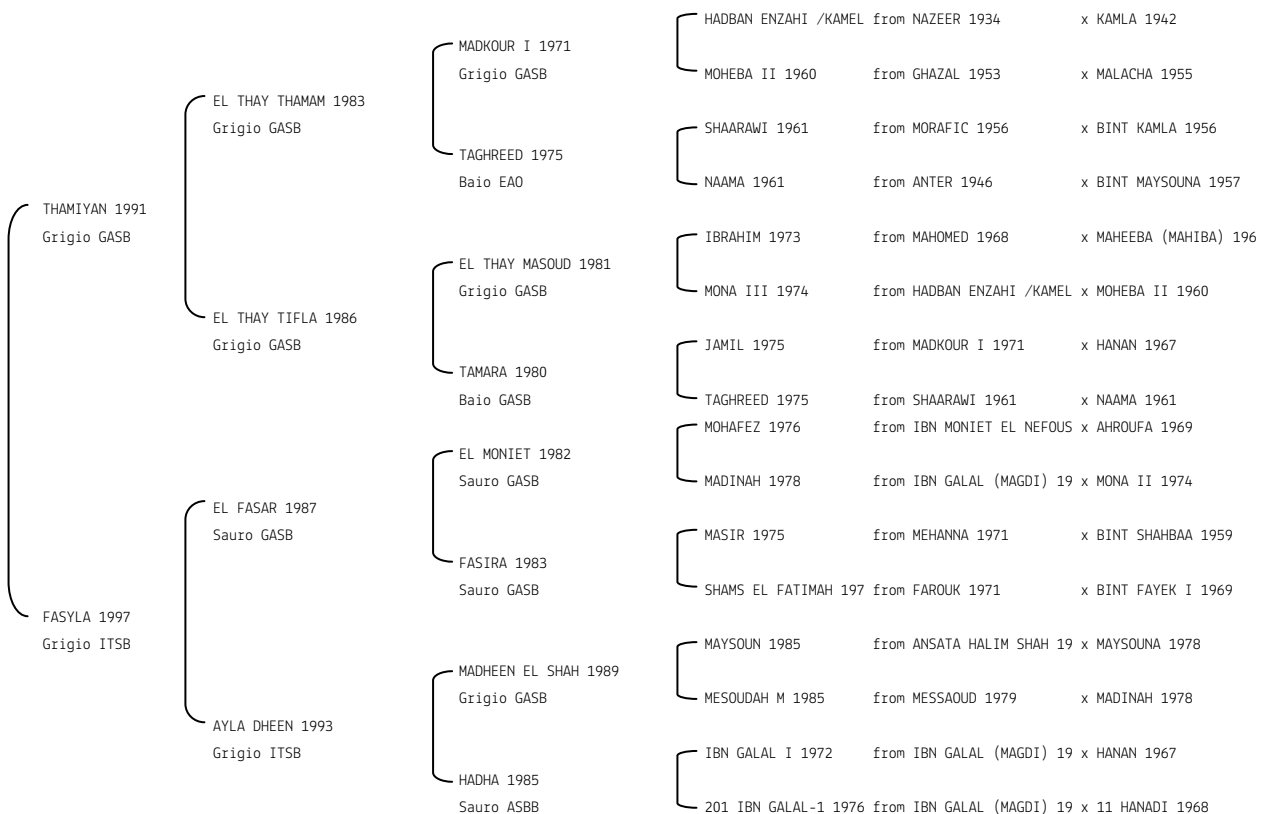 HADBAN ENZAHI /KAMEL from NAZEER 1934 x KAMLA 1942
MADKOUR I 1971
Grigio GASB MOHEBA II 1960 from GHAZAL 1953 x MALACHA 1955
EL THAY THAMAM 1983
Grigio GASB SHAARAWI 1961 from MORAFIC 1956 x BINT KAMLA 1956
TAGHREED 1975
Baio EAO NAAMA 1961 from ANTER 1946 x BINT MAYSOUNA 1957
THAMIYAN 1991
Grigio GASB IBRAHIM 1973 from MAHOMED 1968 x MAHEEBA (MAHIBA) 196
EL THAY MASOUD 1981
Grigio GASB MONA III 1974 from HADBAN ENZAHI /KAMEL x MOHEBA II 1960
EL THAY TIFLA 1986
Grigio GASB JAMIL 1975 from MADKOUR I 1971 x HANAN 1967
TAMARA 1980
Baio GASB TAGHREED 1975 from SHAARAWI 1961 x NAAMA 1961
MOHAFEZ 1976 from IBN MONIET EL NEFOUS x AHROUFA 1969
EL MONIET 1982
Sauro GASB MADINAH 1978 from IBN GALAL (MAGDI) 19 x MONA II 1974
EL FASAR 1987
Sauro GASB MASIR 1975 from MEHANNA 1971 x BINT SHAHBAA 1959
FASIRA 1983
Sauro GASB SHAMS EL FATIMAH 197 from FAROUK 1971 x BINT FAYEK I 1969
FASYLA 1997
Grigio ITSB MAYSOUN 1985 from ANSATA HALIM SHAH 19 x MAYSOUNA 1978
MADHEEN EL SHAH 1989
Grigio GASB MESOUDAH M 1985 from MESSAOUD 1979 x MADINAH 1978
AYLA DHEEN 1993
Grigio ITSB IBN GALAL I 1972 from IBN GALAL (MAGDI) 19 x HANAN 1967
HADHA 1985
Sauro ASBB 201 IBN GALAL-1 1976 from IBN GALAL (MAGDI) 19 x 11 HANADI 1968